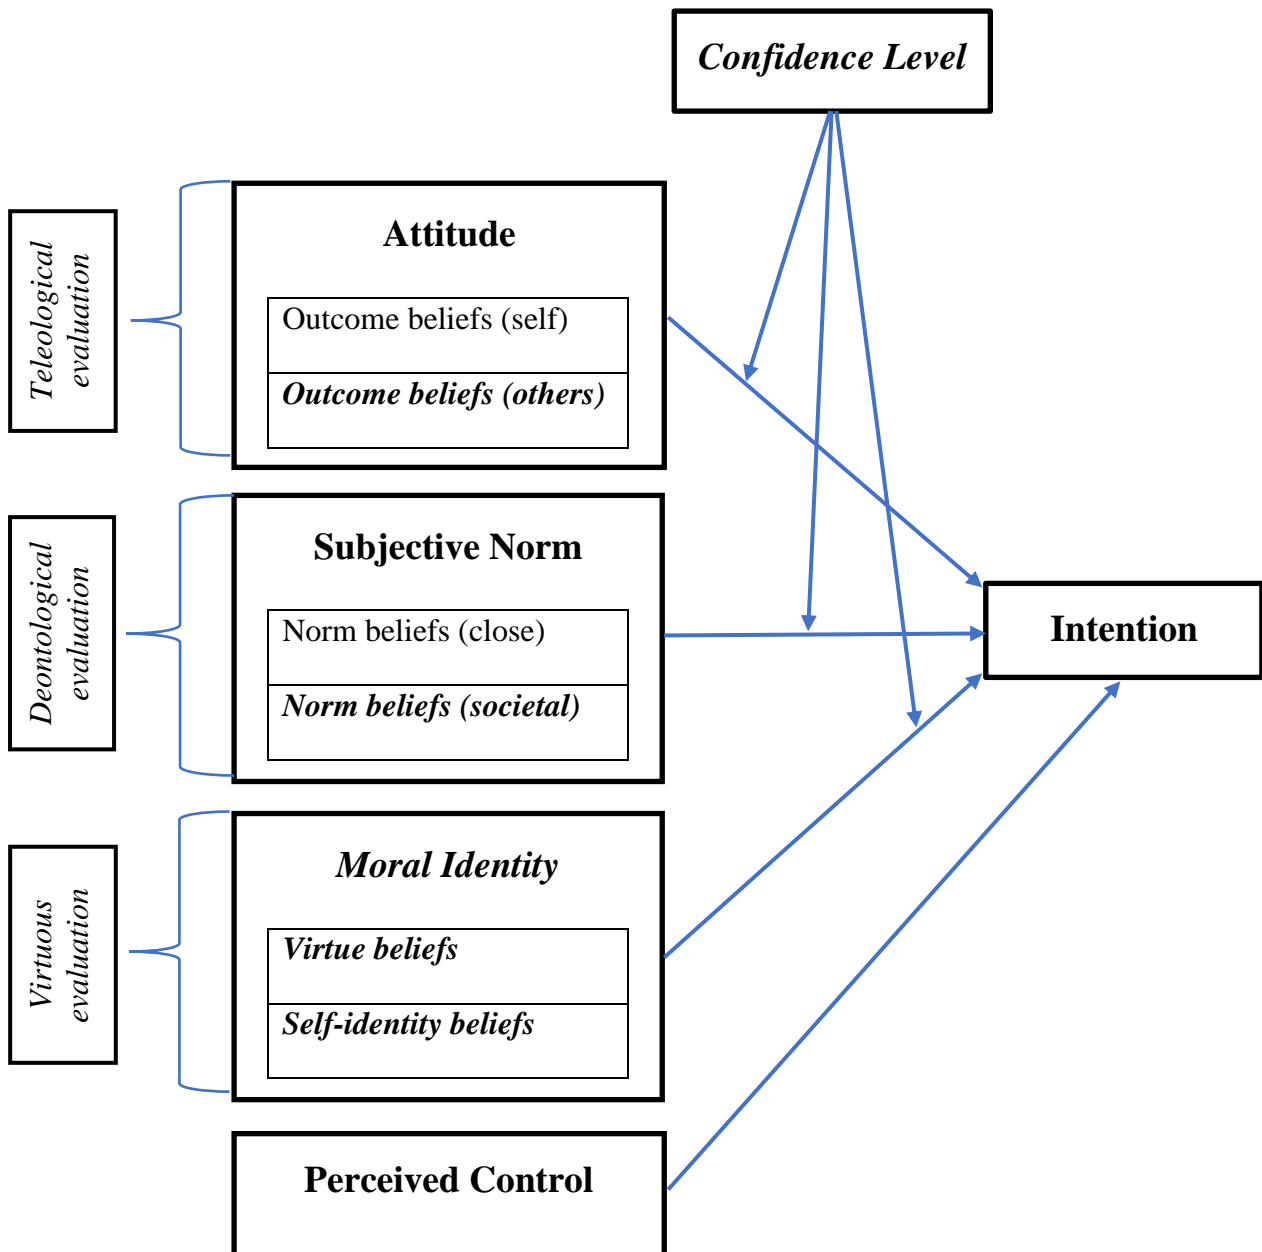 Confidence Level
Teleological
evaluation
Attitude
Outcome beliefs (self)
Outcome beliefs (others)
Deontological
evaluation
Subjective Norm
Norm beliefs (close)
Norm beliefs (societal)
Intention
Virtuous
evaluation
Moral Identity
Virtue beliefs
Self-identity beliefs
Perceived Control